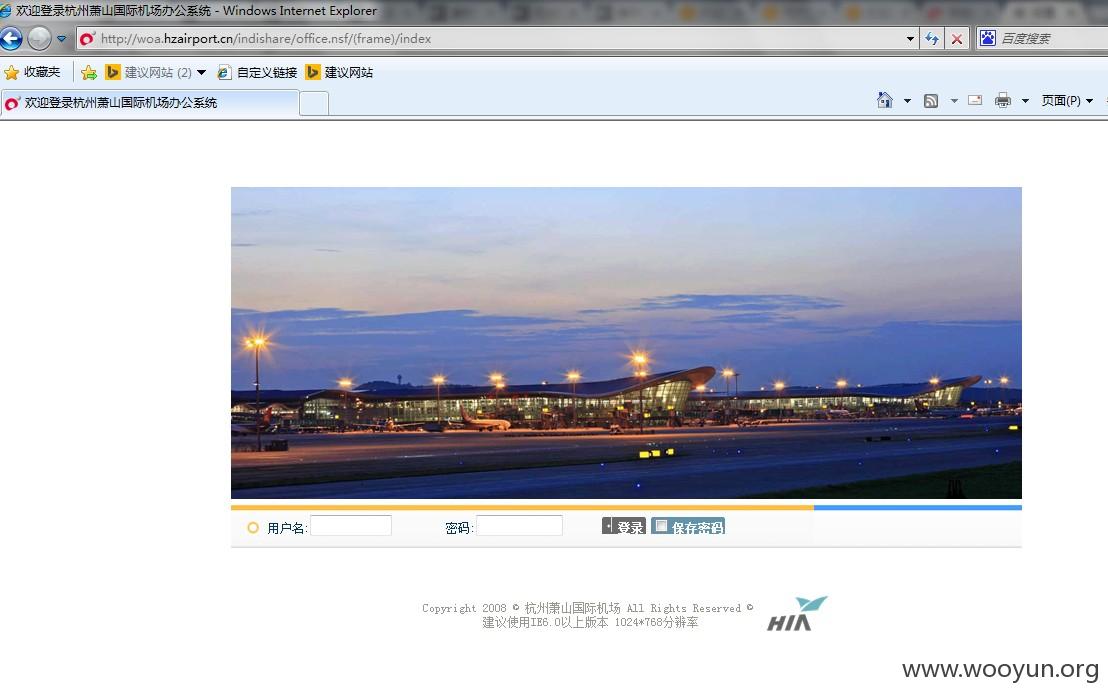 欢迎登录杭州萧山国际机场办公系统 - Windows Internet Explorer
http://woa.hzairport.cn/indishare/office.nsf/(frame)/index
百度搜索
收藏夹
建议网站 (2)
自定义链接
建议网站
欢迎登录杭州萧山国际机场办公系统
页面(P)
用户名:
密码:
登录
保存密码
Copyright 2008 © 杭州萧山国际机场 All Rights Reserved ©
建议使用IE6.0以上版本 1024*768分辨率
HIA
www.wooyun.org